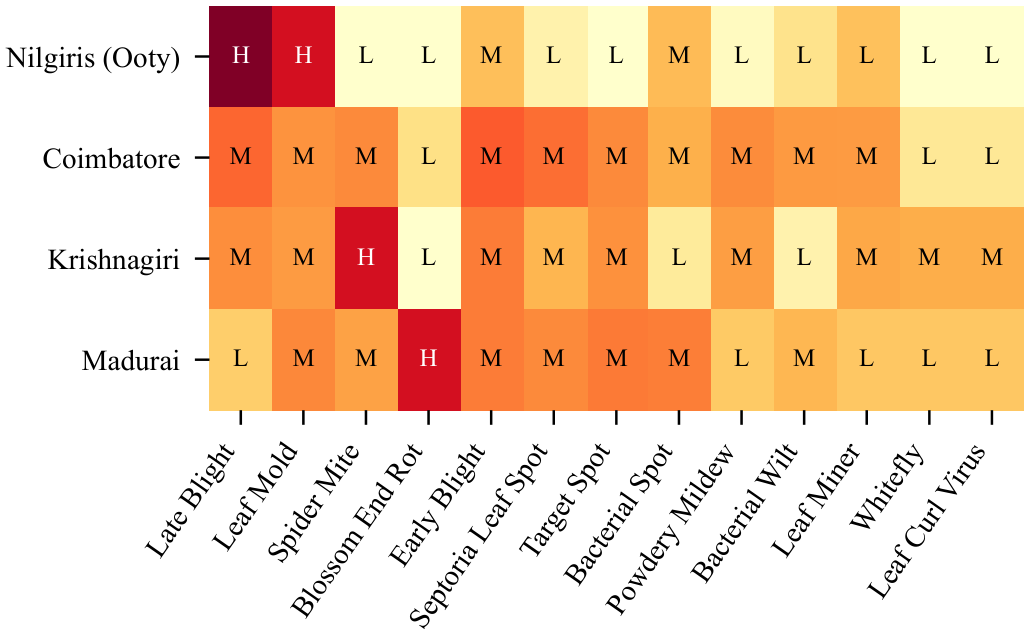 Nilgiris (Ooty) H H L L M L L M L L L L L
Coimbatore M M M L M M M M M M M L L
Krishnagiri M M H L M M M L M L M M M
Madurai L M M H M M M M L M L L L
Late Blight
Leaf Mold
Spider Mite
Blossom End Rot
Early Blight
Septoria Leaf Spot
Target Spot
Bacterial Spot
Powdery Mildew
Bacterial Wilt
Leaf Miner
Whitefly
Leaf Curl Virus